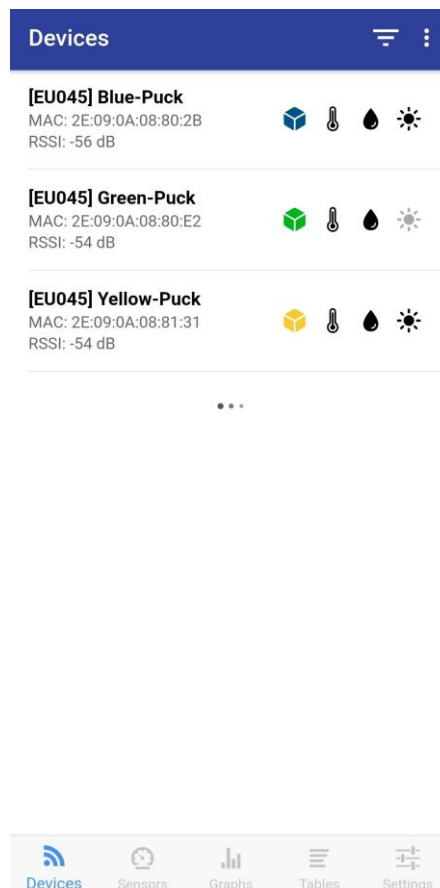 Devices
[EU045] Blue-Puck
MAC: 2E:09:0A:08:80:2B
RSSI: -56 dB
[EU045] Green-Puck
MAC: 2E:09:0A:08:80:E2
RSSI: -54 dB
[EU045] Yellow-Puck
MAC: 2E:09:0A:08:81:31
RSSI: -54 dB
Devices
Sensors
Graphs
Tables
Settings